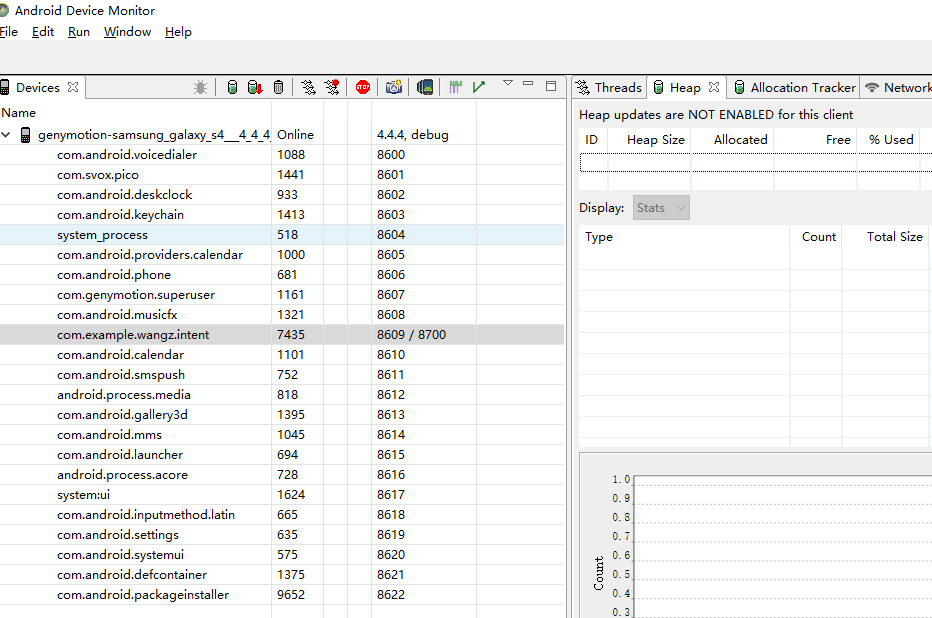 Android Device Monitor
File Edit Run Window Help
Devices
Name
genymotion-samsung_galaxy_s4__4_4_4_ Online 4.4.4, debug
com.android.voicedialer 1088 8600
com.svox.pico 1441 8601
com.android.deskclock 933 8602
com.android.keychain 1413 8603
system_process 518 8604
com.android.providers.calendar 1000 8605
com.android.phone 681 8606
com.genymotion.superuser 1161 8607
com.android.musicfx 1321 8608
com.example.wangz.intent 7435 8609 / 8700
com.android.calendar 1101 8610
com.android.smspush 752 8611
android.process.media 818 8612
com.android.gallery3d 1395 8613
com.android.mms 1045 8614
com.android.launcher 694 8615
android.process.acore 728 8616
system:ui 1624 8617
com.android.inputmethod.latin 665 8618
com.android.settings 635 8619
com.android.systemui 575 8620
com.android.defcontainer 1375 8621
com.android.packageinstaller 9652 8622
Threads Heap Allocation Tracker Network
Heap updates are NOT ENABLED for this client
ID Heap Size Allocated Free % Used
Display: Stats
Type Count Total Size
1.0
0.9
0.8
0.7
0.6
0.5
0.4
0.3
Count
STOP